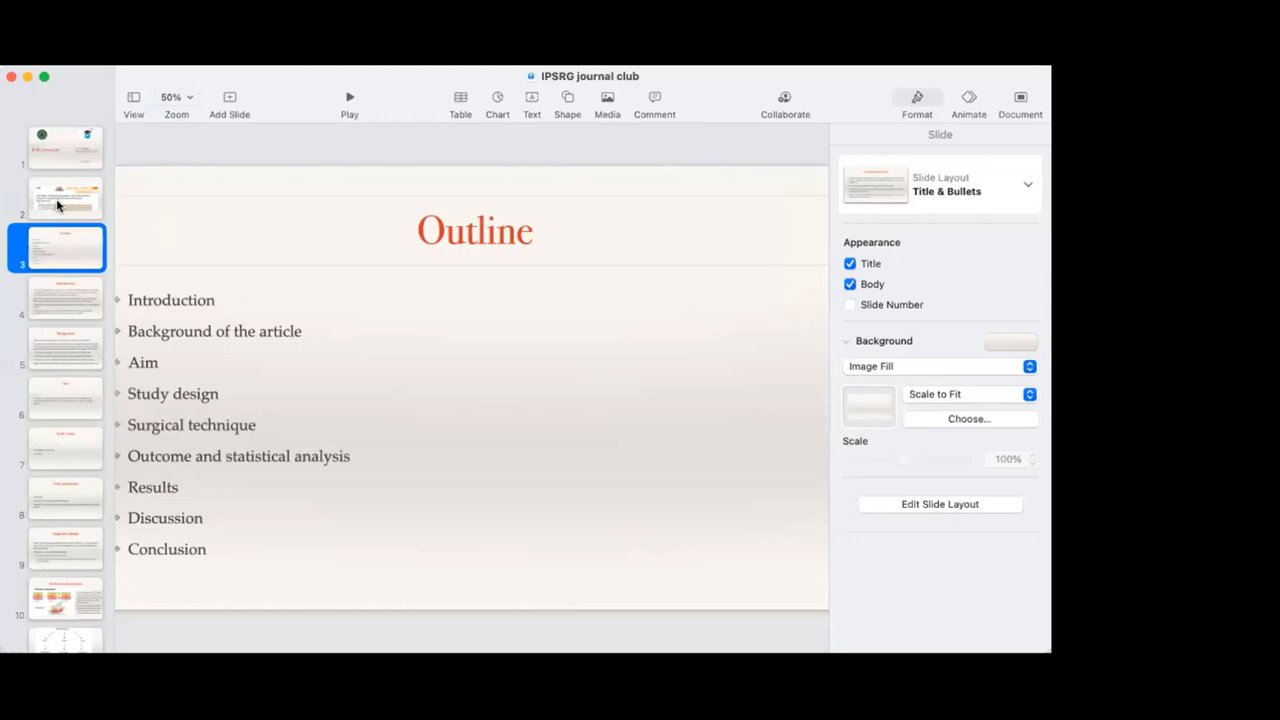 IPSRG journal club
50%
View
Zoom
Add Slide
Play
Table
Chart
Text
Shape
Media
Comment
Collaborate
Format
Animate
Document
Slide
1
2
3
4
5
6
7
8
9
10
Outline
Introduction
Background of the article
Aim
Study design
Surgical technique
Outcome and statistical analysis
Results
Discussion
Conclusion
Slide Layout
Title & Bullets
Appearance
Title
Body
Slide Number
Background
Image Fill
Scale to Fit
Choose...
Scale
100%
Edit Slide Layout